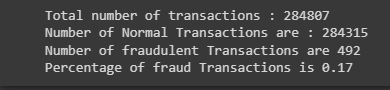 Total number of transactions : 284807
Number of Normal Transactions are : 284315
Number of fraudulent Transactions are 492
Percentage of fraud Transactions is 0.17